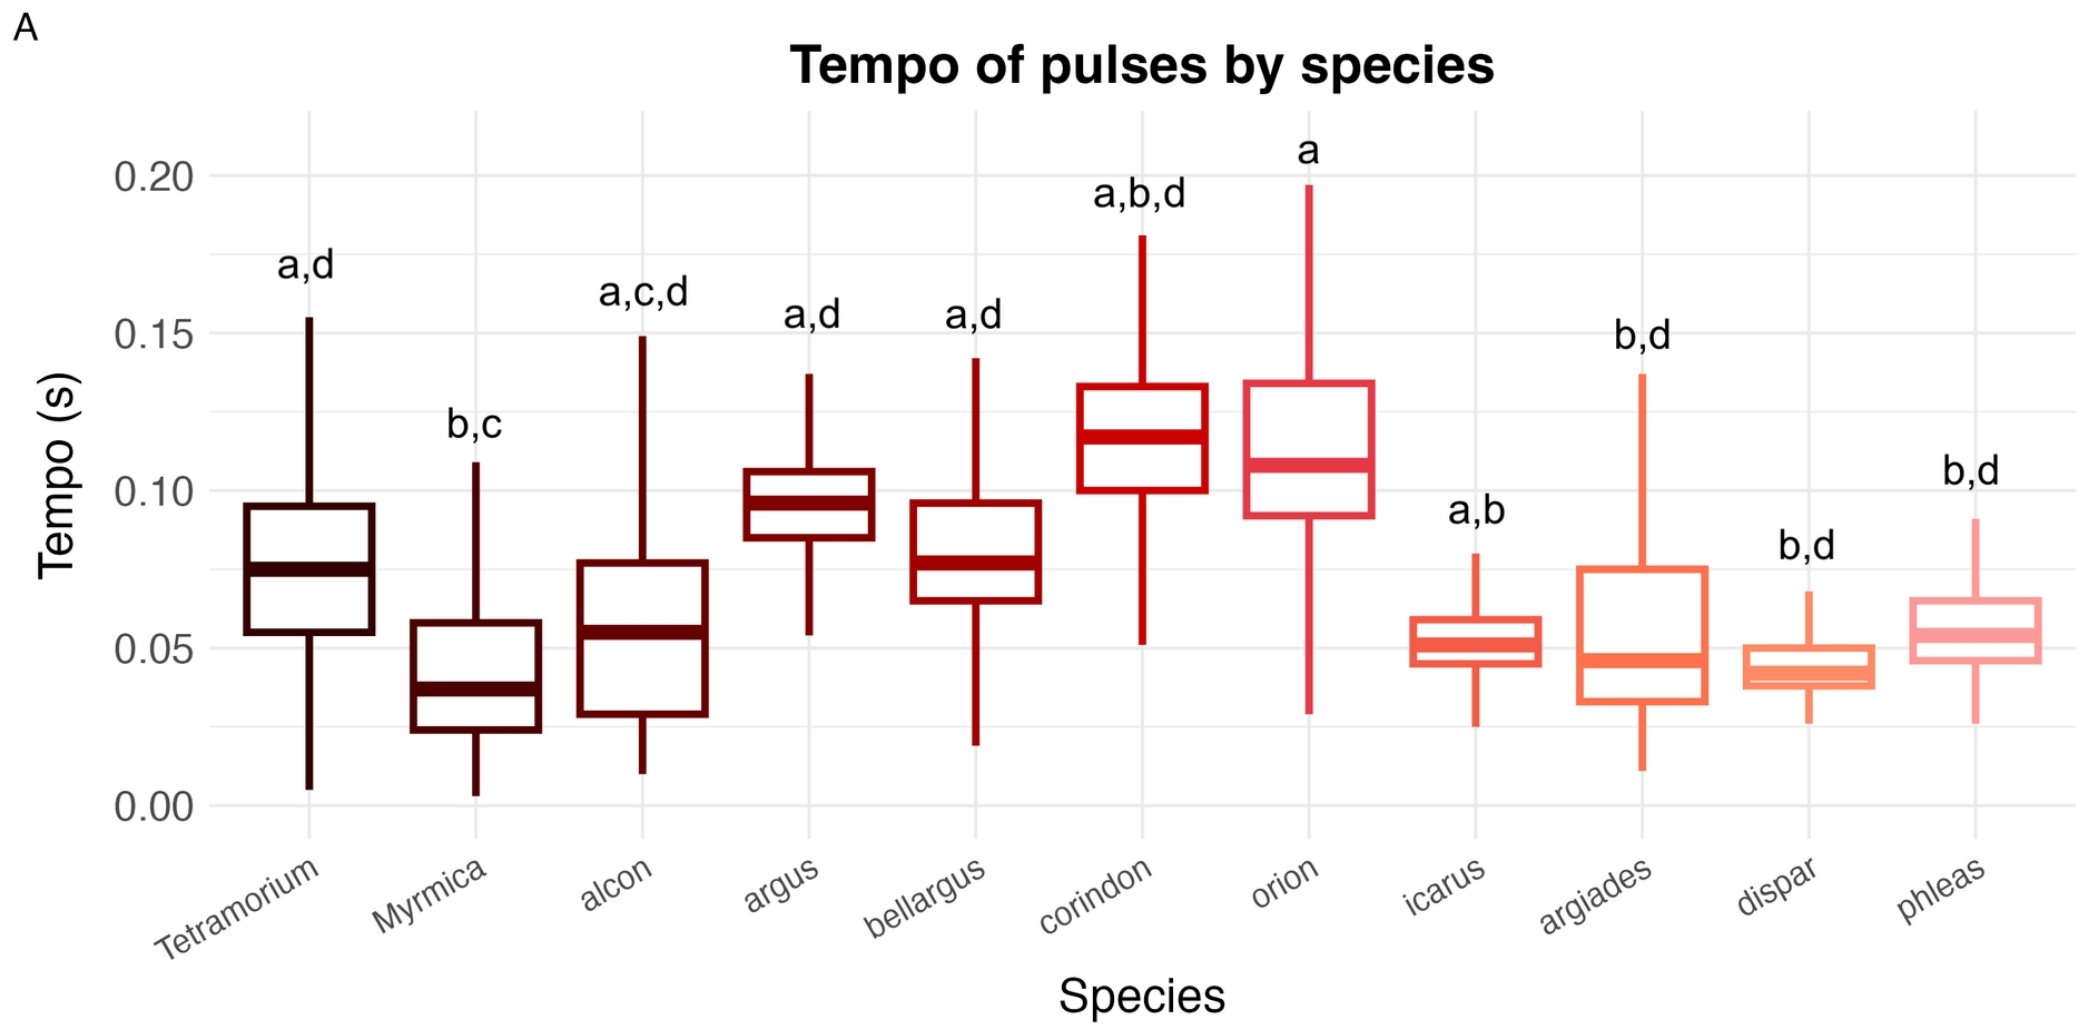 A
Tempo of pulses by species
Tempo (s)
0.20
0.15
0.10
0.05
0.00
a,d
b,c
a,c,d
a,d
a,d
a,b,d
a
a,b
b,d
b,d
b,d
Tetramorium
Myrmica
alcon
argus
bellargus
corindon
orion
icarus
argiades
dispar
phleas
Species